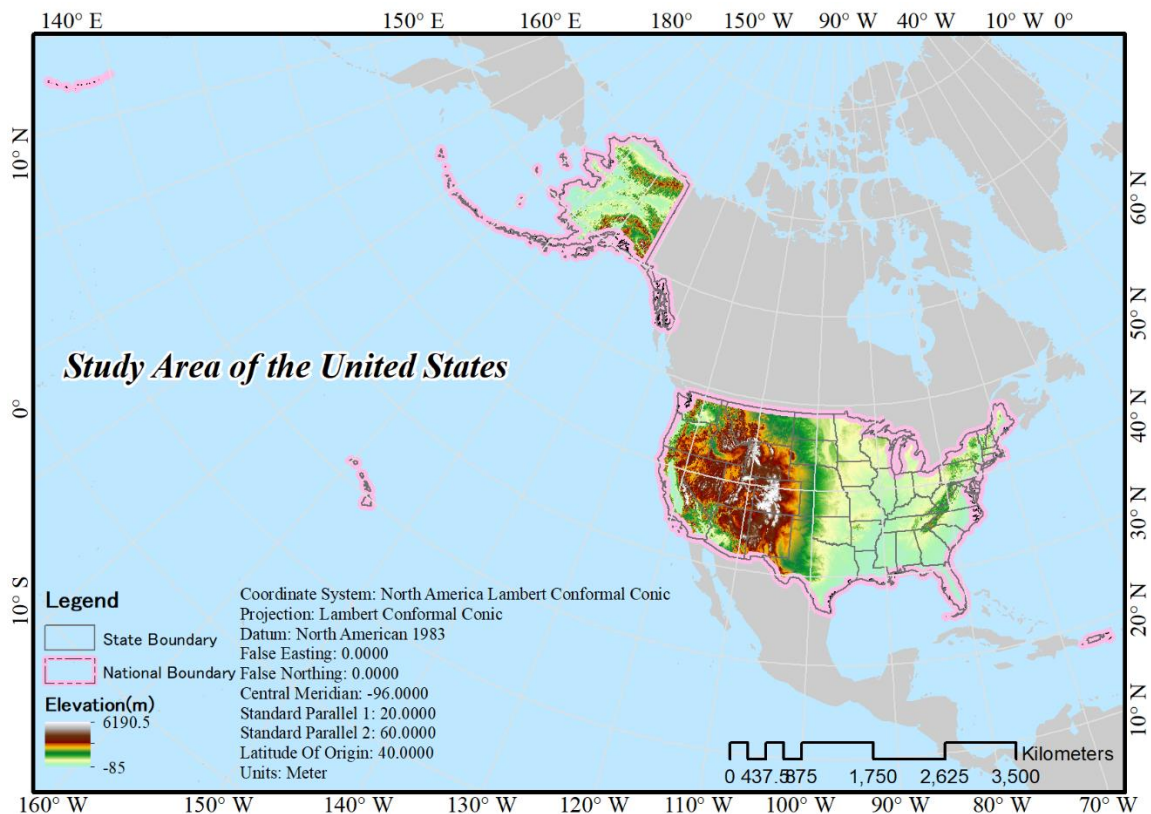 140° E 150° E 160° E 180° 150° W 90° W 40° W 10° W 0°
10° N
0°
10° S
60° N
50° N
40° N
30° N
20° N
10° N
Study Area of the United States
Legend
State Boundary
National Boundary
Elevation(m)
6190.5
-85
Coordinate System: North America Lambert Conformal Conic
Projection: Lambert Conformal Conic
Datum: North American 1983
False Easting: 0.0000
False Northing: 0.0000
Central Meridian: -96.0000
Standard Parallel 1: 20.0000
Standard Parallel 2: 60.0000
Latitude Of Origin: 40.0000
Units: Meter
Kilometers
0 437.5 875 1,750 2,625 3,500
160° W 150° W 140° W 130° W 120° W 110° W 100° W 90° W 80° W 70° W